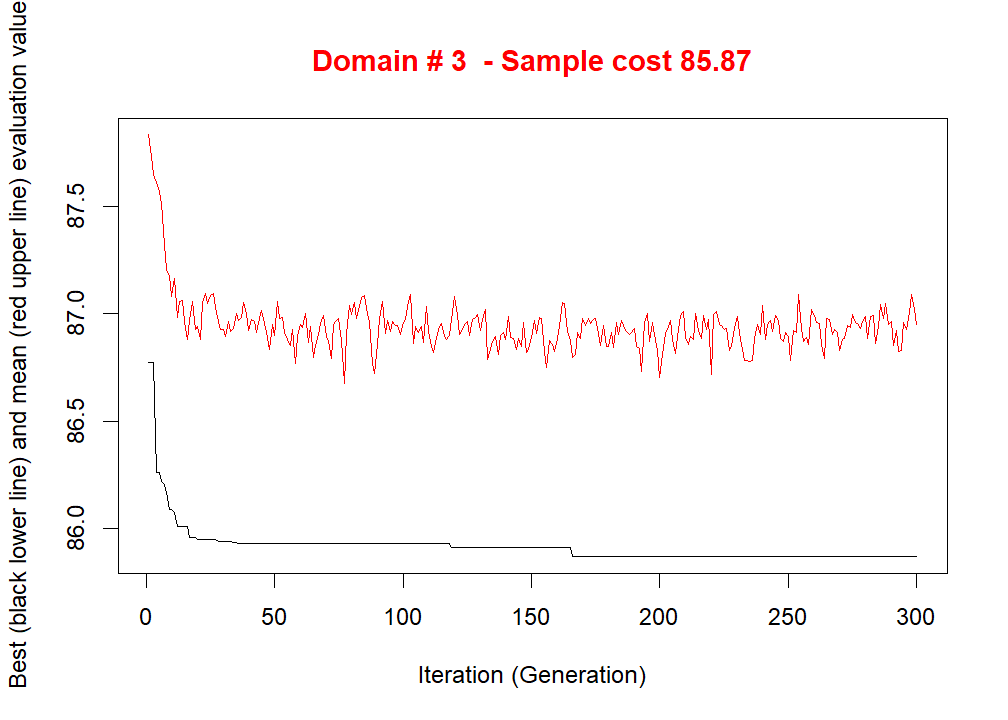 Domain # 3  - Sample cost 85.87
Best (black lower line) and mean (red upper line) evaluation value
87.5
87.0
86.5
86.0
0 50 100 150 200 250 300
Iteration (Generation)